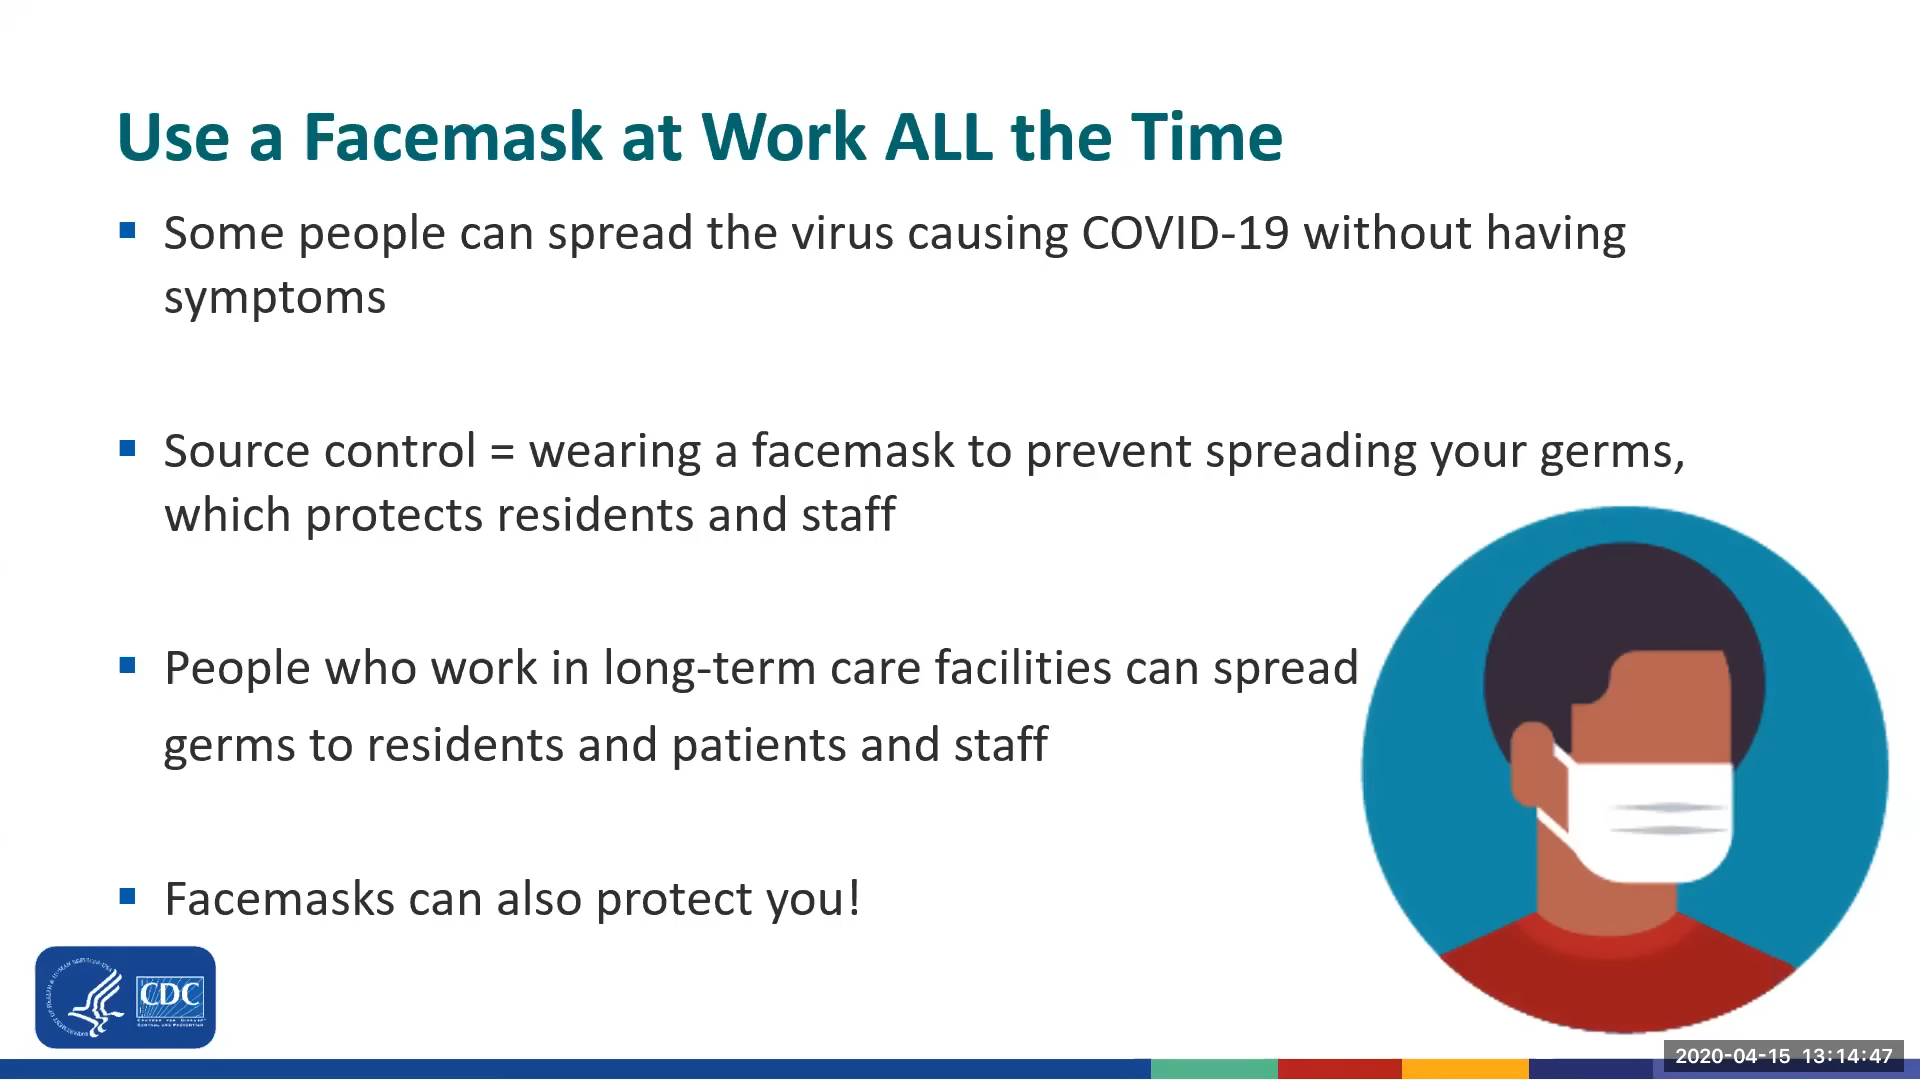 Use a Facemask at Work ALL the Time
▪ Some people can spread the virus causing COVID-19 without having
symptoms
▪ Source control = wearing a facemask to prevent spreading your germs,
which protects residents and staff
▪ People who work in long-term care facilities can spread
germs to residents and patients and staff
▪ Facemasks can also protect you!
CDC
2020-04-15 13:14:47